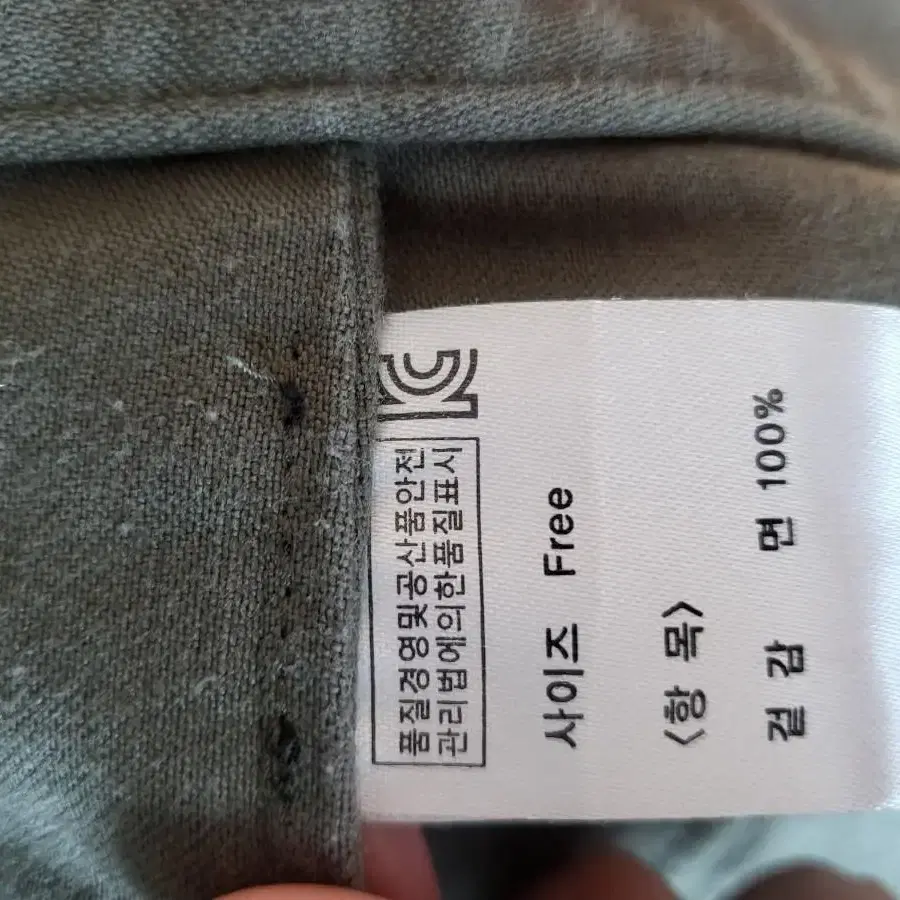 KC
품질경영및공산품안전
관리법에의한품질표시
사이즈 Free
<항 목>
겉 감 면 100%